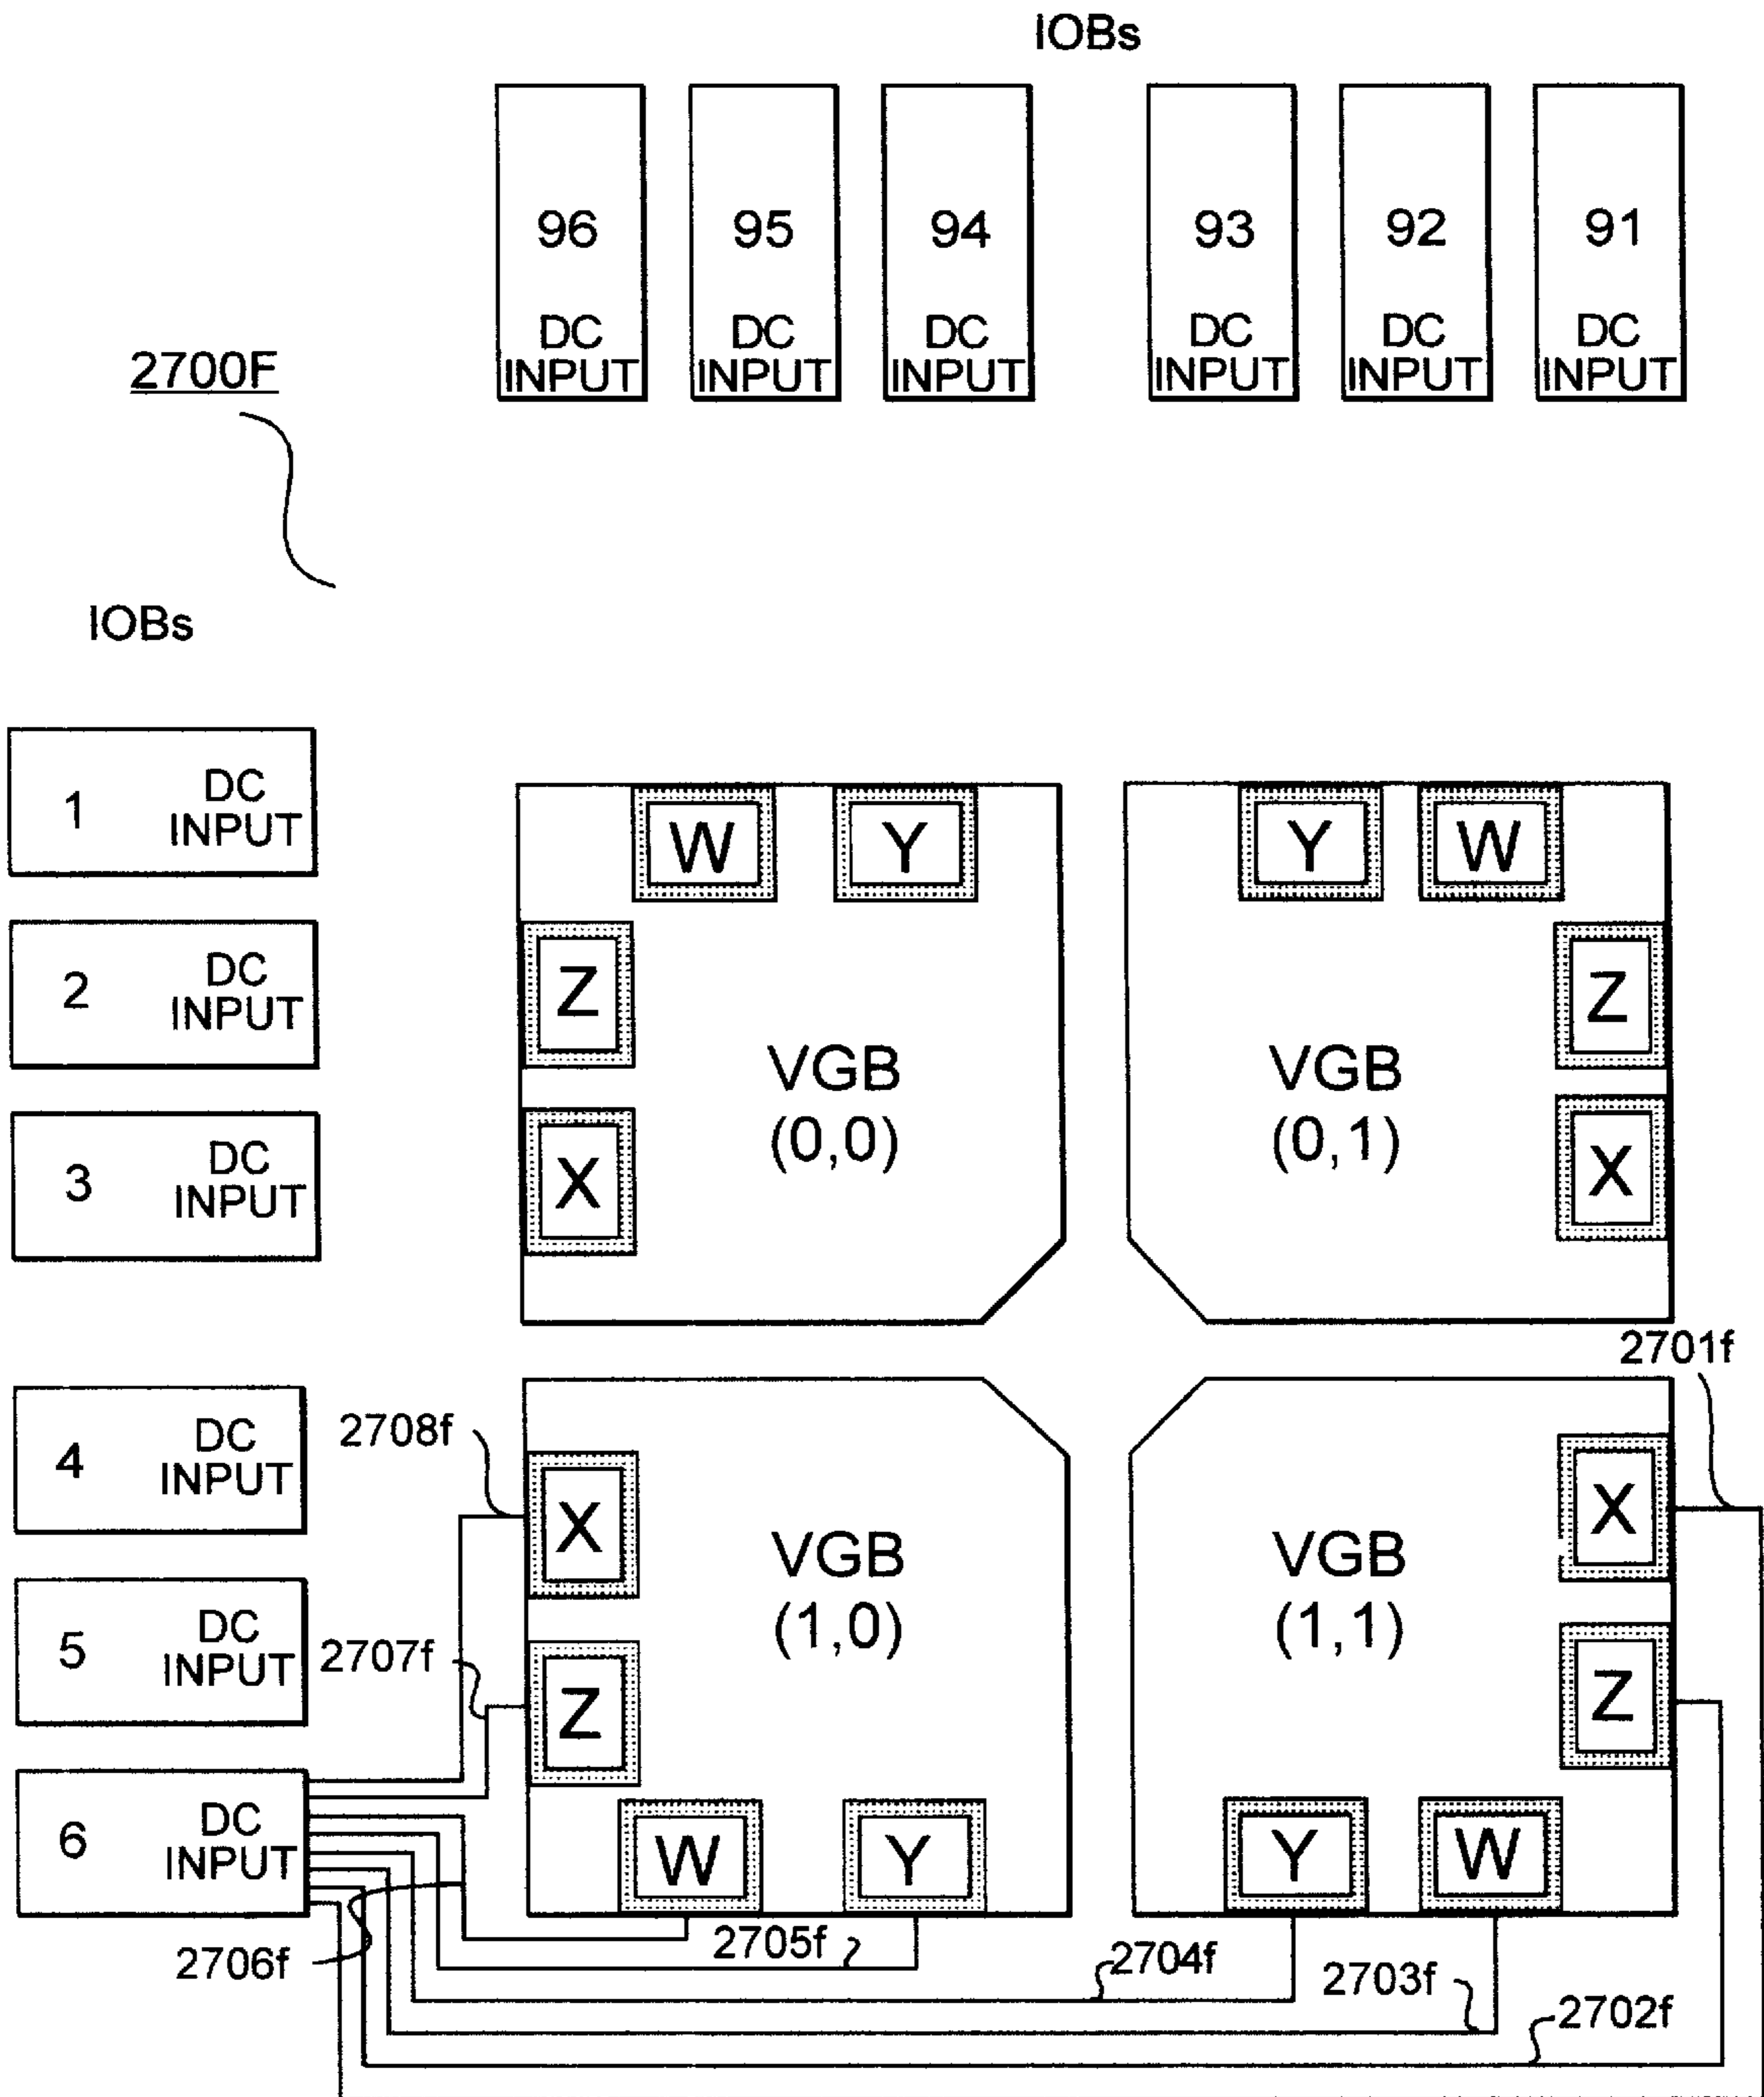 IOBs
96
DC
INPUT
95
DC
INPUT
94
DC
INPUT
93
DC
INPUT
92
DC
INPUT
91
DC
INPUT
2700F
IOBs
1
DC
INPUT
2
DC
INPUT
3
DC
INPUT
4
DC
INPUT
5
DC
INPUT
6
DC
INPUT
W
Y
Z
X
VGB
(0,0)
Y
W
Z
X
VGB
(0,1)
2701f
2708f
X
VGB
(1,0)
2707f
Z
W
Y
X
VGB
(1,1)
Z
Y
W
2706f
2705f
2704f
2703f
2702f